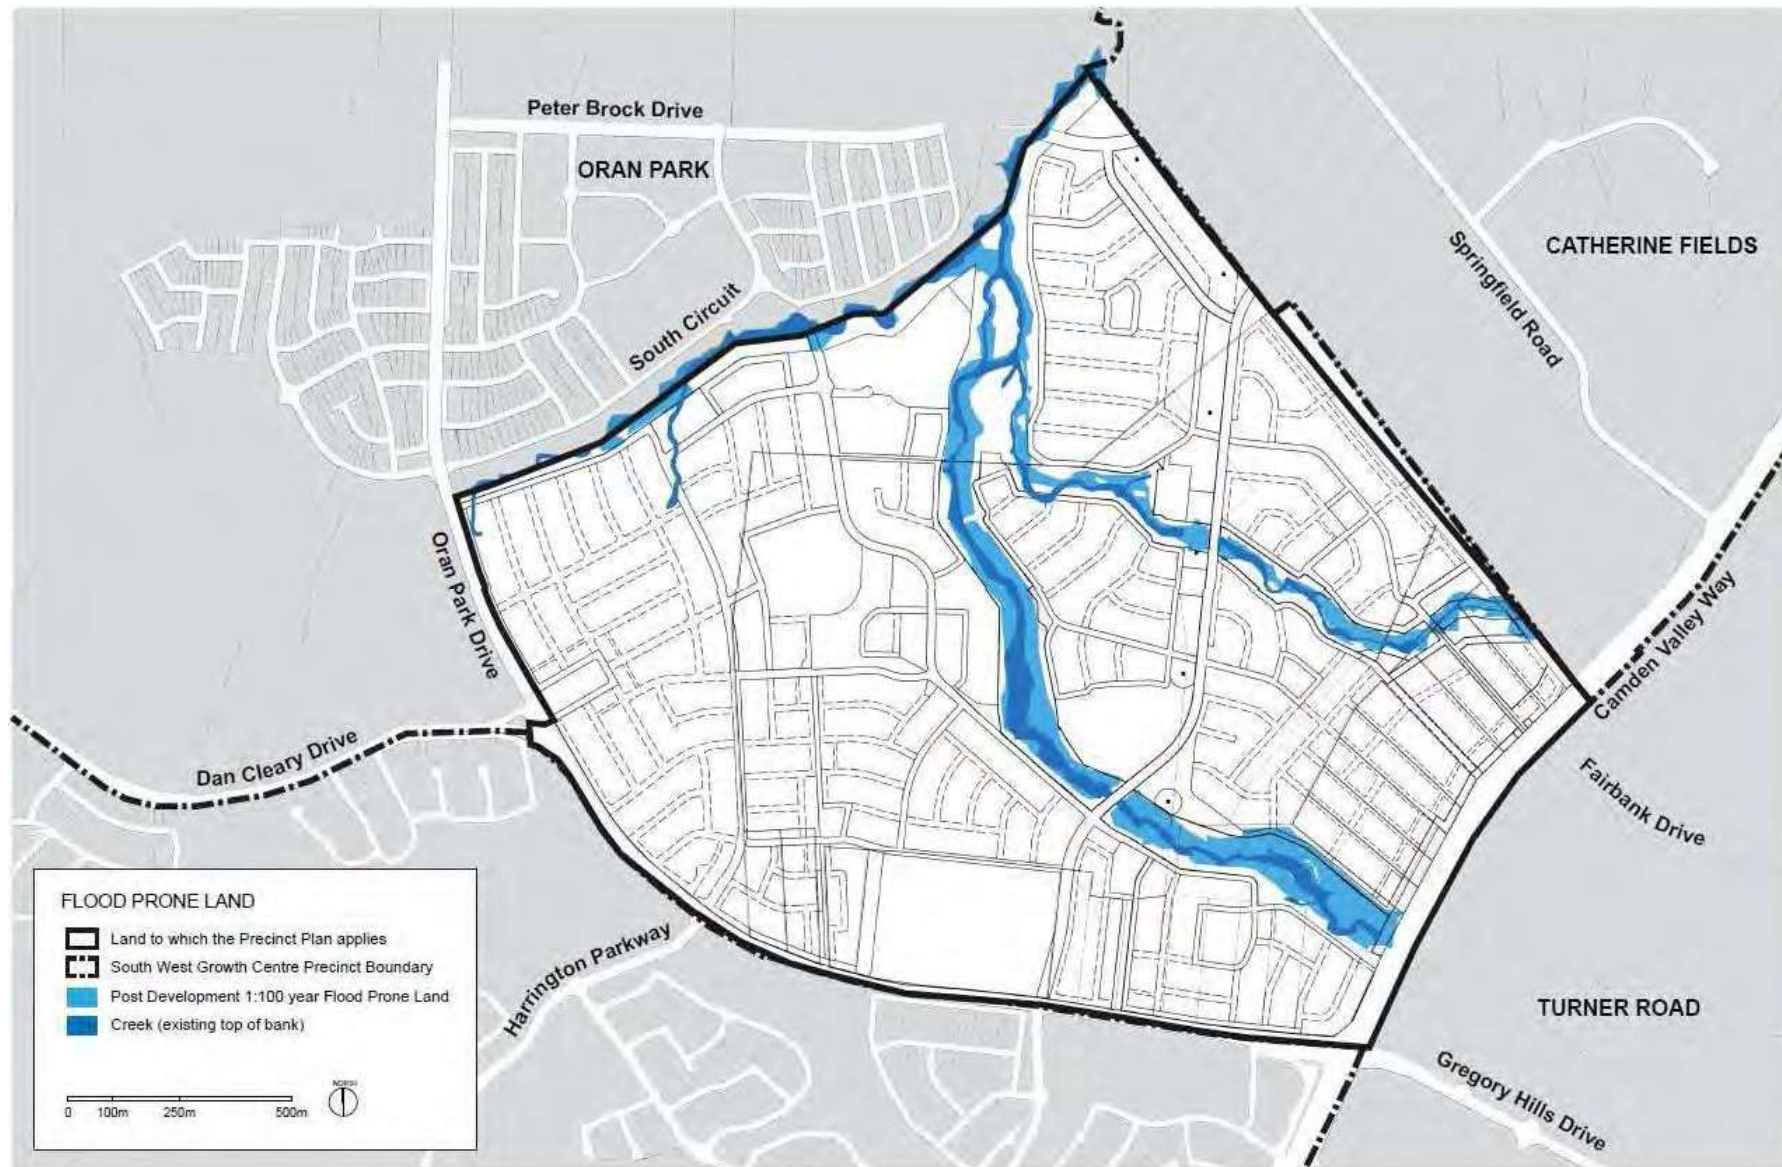 Peter Brock Drive
ORAN PARK
CATHERINE FIELDS
Springfield Road
South Circuit
Oran Park Drive
Camden Valley Way
Dan Cleary Drive
Fairbank Drive
Harrington Parkway
TURNER ROAD
Gregory Hills Drive
FLOOD PRONE LAND
Land to which the Precinct Plan applies
South West Growth Centre Precinct Boundary
Post Development 1:100 year Flood Prone Land
Creek (existing top of bank)
NORTH
0 100m 250m 500m